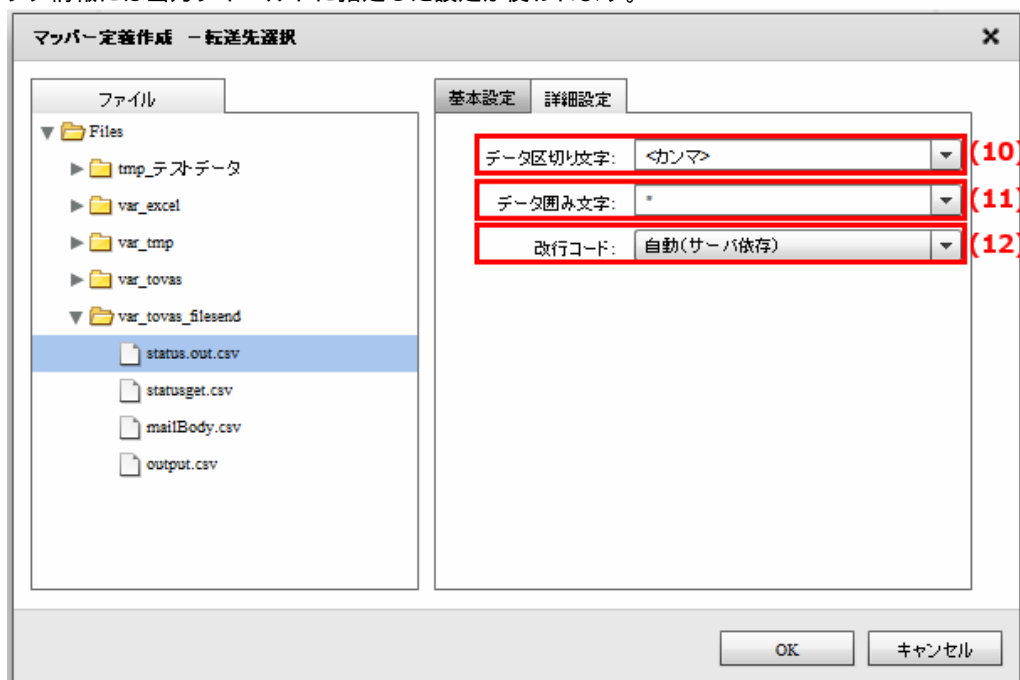 マッパー定義作成 －転送先選択
ファイル
Files
tmp_テストデータ
var_excel
var_tmp
var_tovas
var_tovas_filesend
status.out.csv
statusget.csv
mailBody.csv
output.csv
基本設定 詳細設定
データ区切り文字: <カンマ> (10)
データ囲み文字: " (11)
改行コード: 自動(サーバ依存) (12)
OK キャンセル